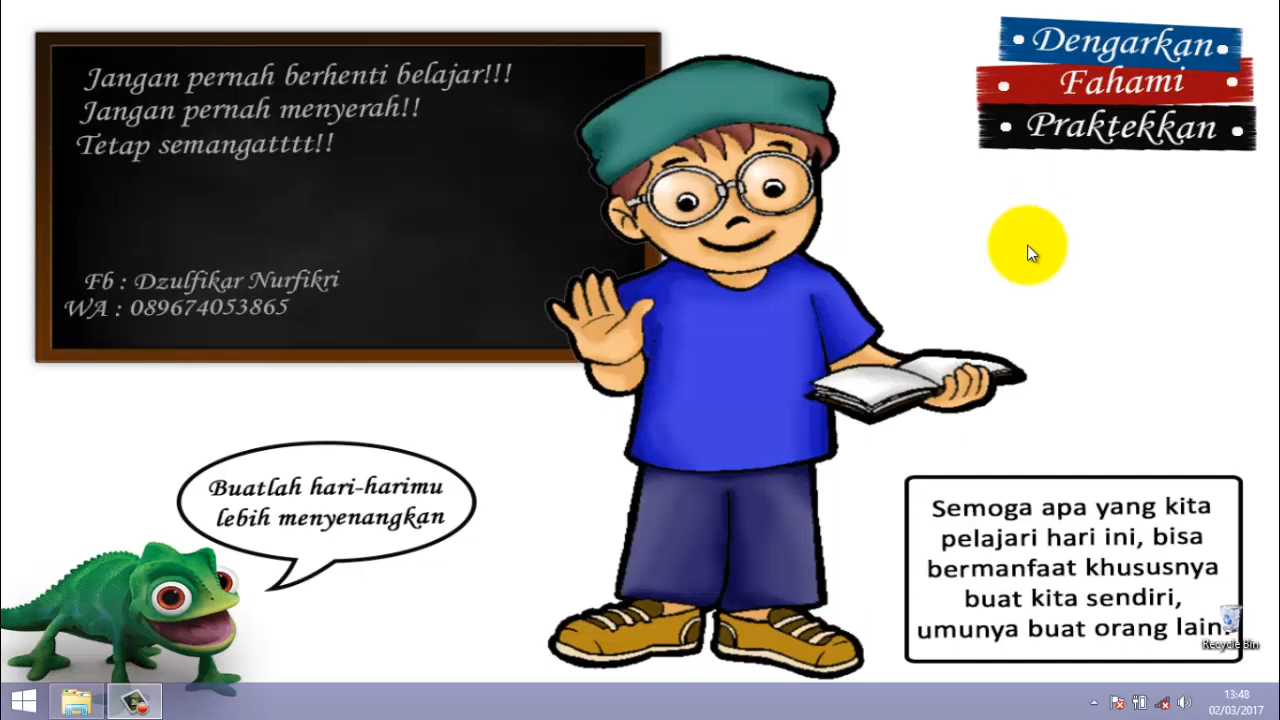 Jangan pernah berhenti belajar!!!
Jangan pernah menyerah!!
Tetap semangatttt!!
Fb : Dzulfikar Nurfikri
WA : 089674053865
Dengarkan
Fahami
Praktekkan
Buatlah hari-harimu
lebih menyenangkan
Semoga apa yang kita
pelajari hari ini, bisa
bermanfaat khususnya
buat kita sendiri,
umunya buat orang lain.
Recycle Bin
13:48
02/03/2017